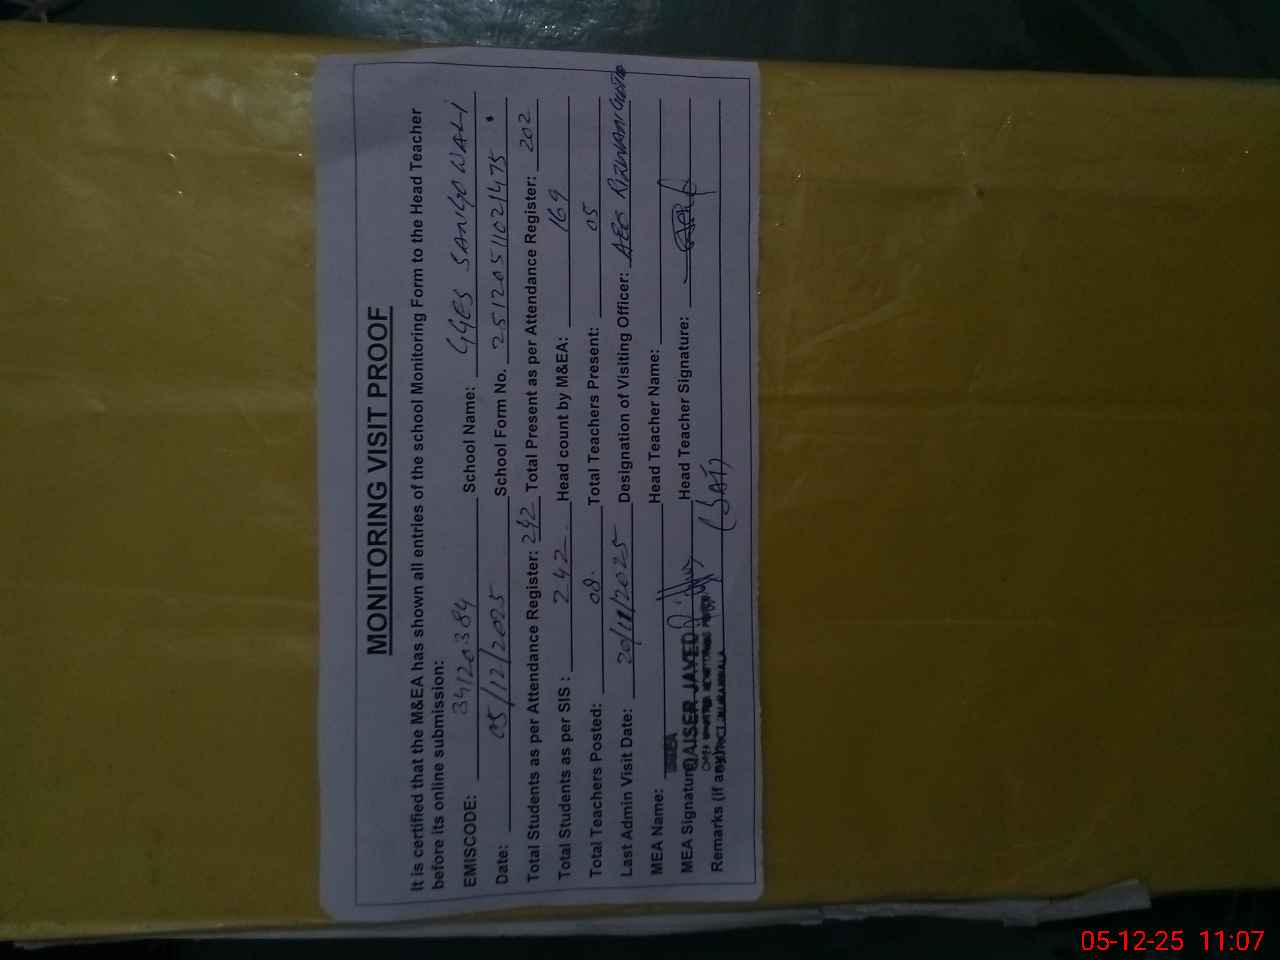 MONITORING VISIT PROOF
It is certified that the M&EA has shown all entries of the school Monitoring Form to the Head Teacher
before its online submission:
EMISCODE: 34120384 School Name: GGES SANGOWALI
Date: 05/12/2025 School Form No. 25120511021475
Total Students as per Attendance Register: 242 Total Present as per Attendance Register: 202
Total Students as per SIS : 242 Head count by M&EA: 169
Total Teachers Posted: 08 Total Teachers Present: 05
Last Admin Visit Date: 20/11/2025 Designation of Visiting Officer: AEO
MEA Name: Head Teacher Name:
MEA Signature QAISER JAVED Head Teacher Signature:
Remarks (if any)
05-12-25 11:07